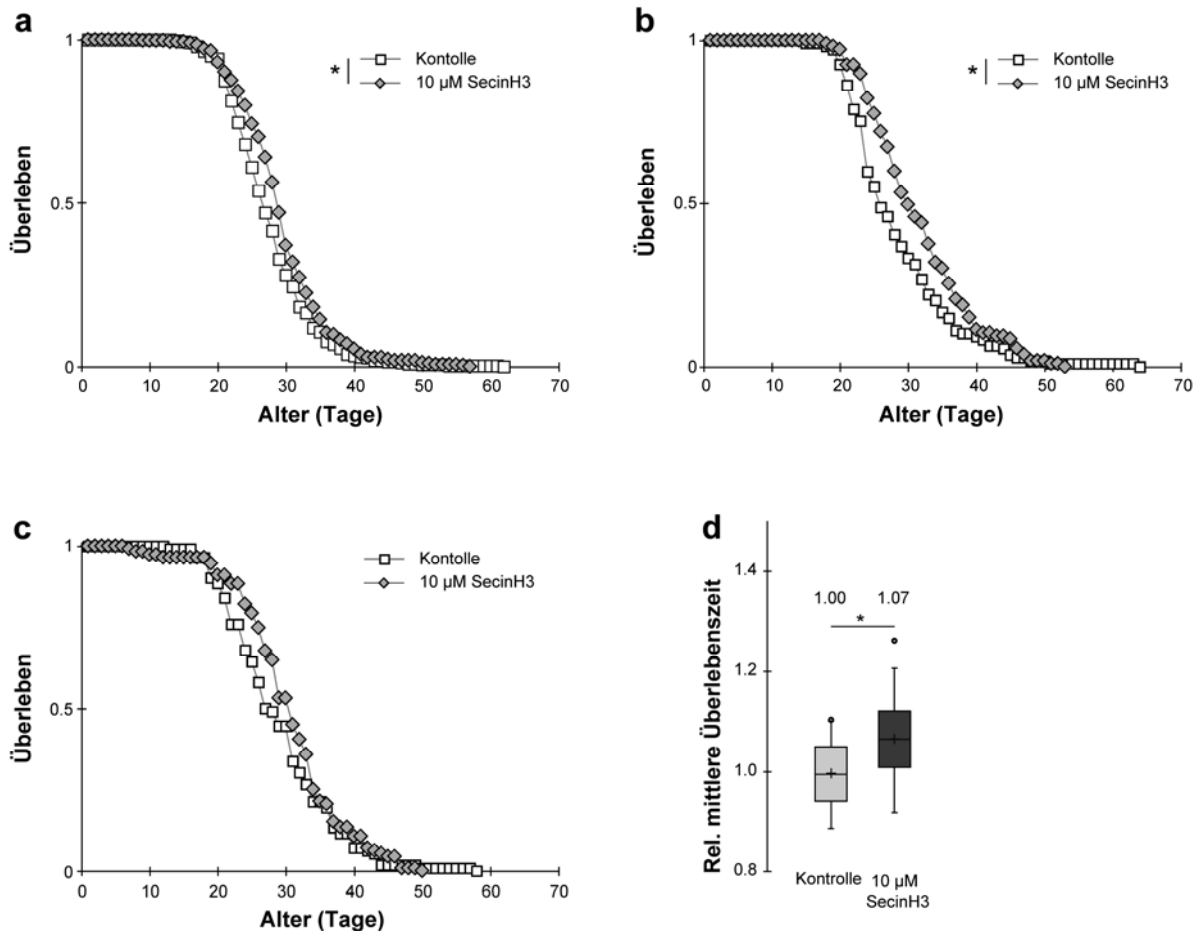 a
1
0.5
0
Überleben
* Kontolle
10 µM SecinH3
0 10 20 30 40 50 60 70
Alter (Tage)
b
1
0.5
0
Überleben
* Kontolle
10 µM SecinH3
0 10 20 30 40 50 60 70
Alter (Tage)
c
1
0.5
0
Überleben
Kontolle
10 µM SecinH3
0 10 20 30 40 50 60 70
Alter (Tage)
d
Rel. mittlere Überlebenszeit
1.4
1.2
1.0
0.8
1.00 1.07
*
Kontrolle
10 µM
SecinH3